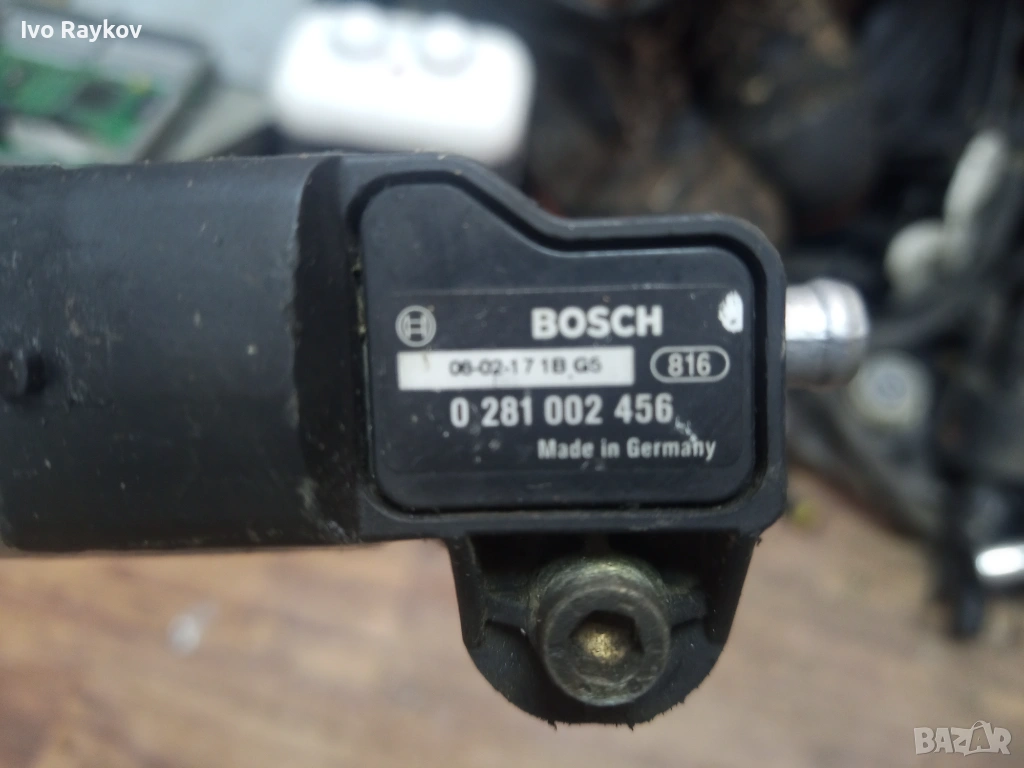 Ivo Raykov
BOSCH
06-02-17 1B G5
816
0 281 002 456
Made in Germany
BAZAR